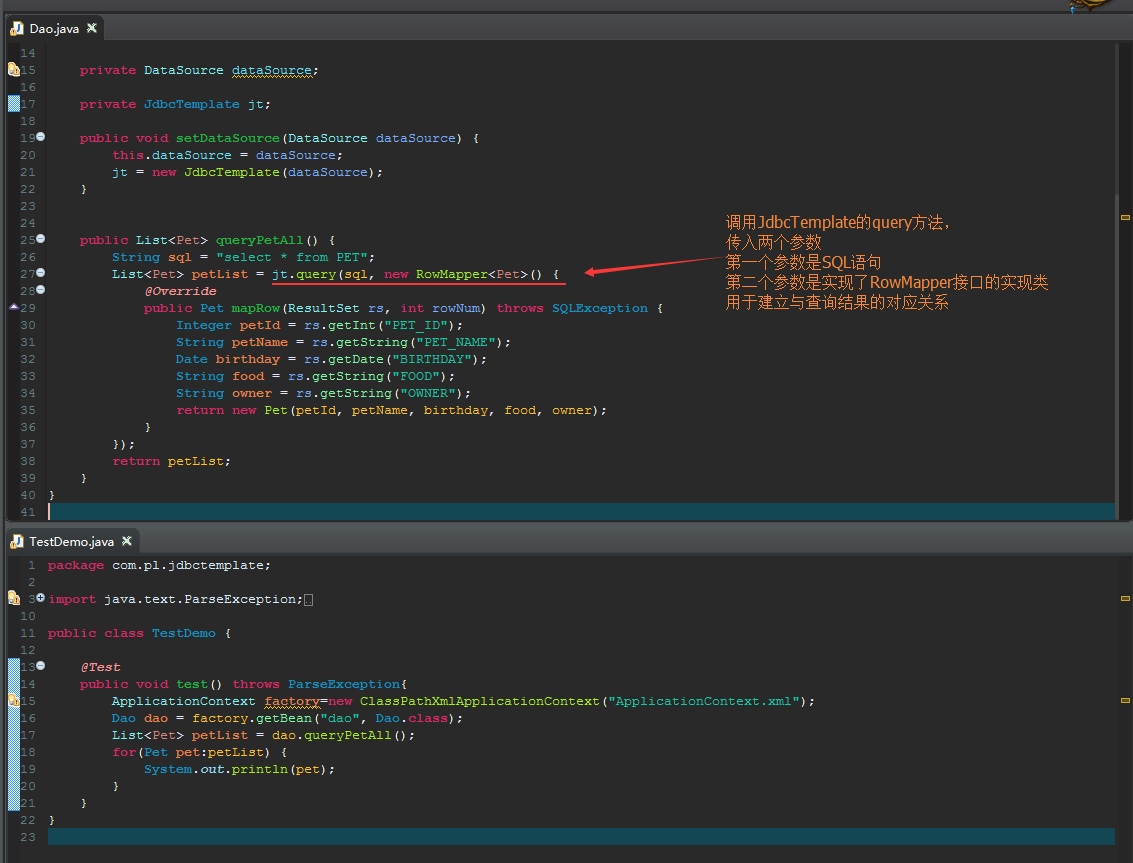 Dao.java
14
15 private DataSource dataSource;
16
17 private JdbcTemplate jt;
18
19 public void setDataSource(DataSource dataSource) {
20 this.dataSource = dataSource;
21 jt = new JdbcTemplate(dataSource);
22 }
23
24
25 public List<Pet> queryPetAll() {
26 String sql = "select * from PET";
27 List<Pet> petList = jt.query(sql, new RowMapper<Pet>() {
28 @Override
29 public Pet mapRow(ResultSet rs, int rowNum) throws SQLException {
30 Integer petId = rs.getInt("PET_ID");
31 String petName = rs.getString("PET_NAME");
32 Date birthday = rs.getDate("BIRTHDAY");
33 String food = rs.getString("FOOD");
34 String owner = rs.getString("OWNER");
35 return new Pet(petId, petName, birthday, food, owner);
36 }
37 });
38 return petList;
39 }
40 }
41
调用JdbcTemplate的query方法，
传入两个参数
第一个参数是SQL语句
第二个参数是实现了RowMapper接口的实现类
用于建立与查询结果的对应关系
TestDemo.java
1 package com.pl.jdbctemplate;
2
3 import java.text.ParseException;
10
11 public class TestDemo {
12
13 @Test
14 public void test() throws ParseException{
15 ApplicationContext factory=new ClassPathXmlApplicationContext("ApplicationContext.xml");
16 Dao dao = factory.getBean("dao", Dao.class);
17 List<Pet> petList = dao.queryPetAll();
18 for(Pet pet:petList) {
19 System.out.println(pet);
20 }
21 }
22 }
23